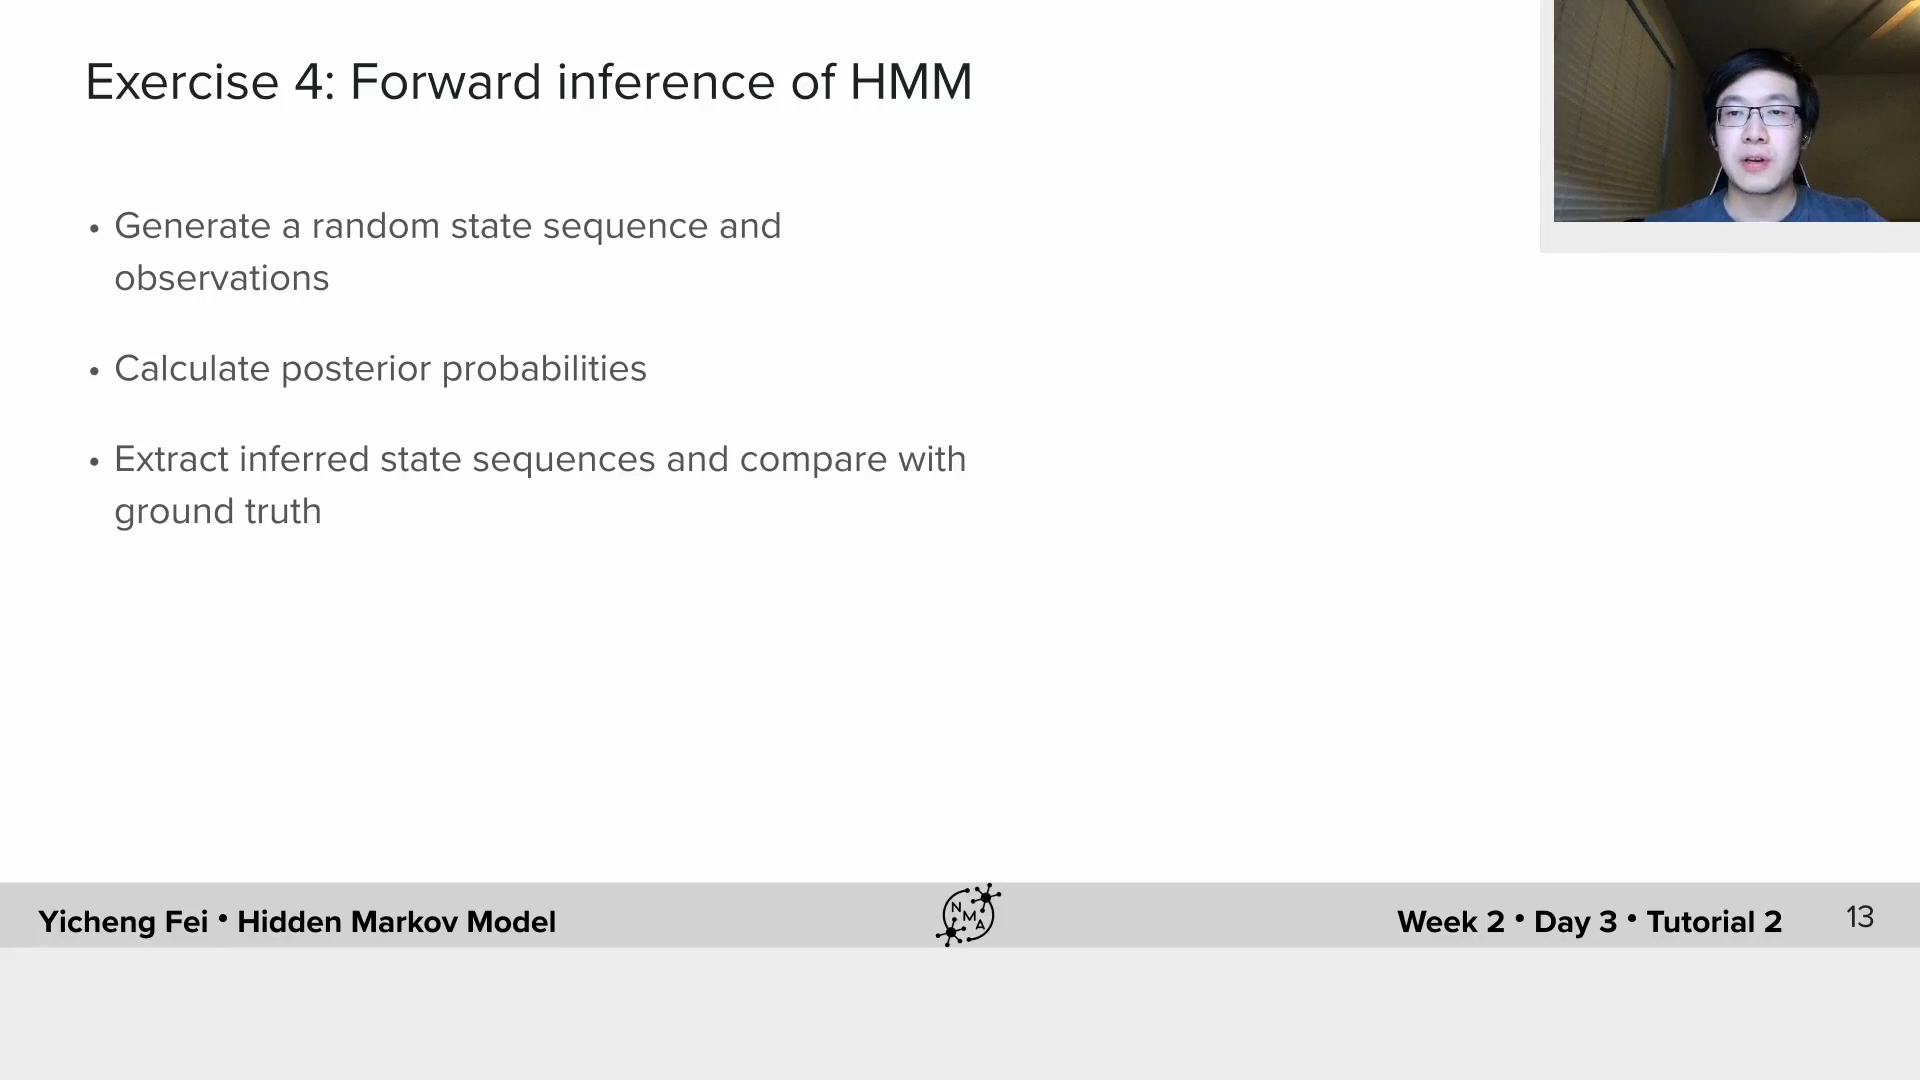 Exercise 4: Forward inference of HMM
• Generate a random state sequence and
observations
• Calculate posterior probabilities
• Extract inferred state sequences and compare with
ground truth
Yicheng Fei • Hidden Markov Model
N
M
A
Week 2 • Day 3 • Tutorial 2
13